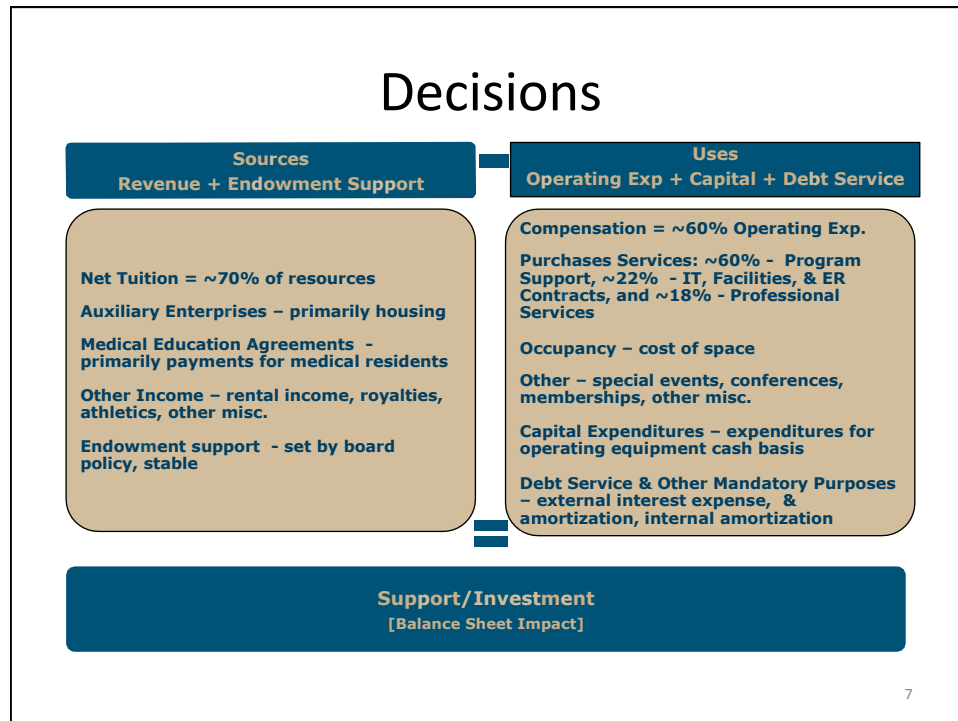 Decisions
Sources
Revenue + Endowment Support
Uses
Operating Exp + Capital + Debt Service
Net Tuition = ~70% of resources
Auxiliary Enterprises – primarily housing
Medical Education Agreements -
primarily payments for medical residents
Other Income – rental income, royalties,
athletics, other misc.
Endowment support - set by board
policy, stable
Compensation = ~60% Operating Exp.
Purchases Services: ~60% - Program
Support, ~22% - IT, Facilities, & ER
Contracts, and ~18% - Professional
Services
Occupancy – cost of space
Other – special events, conferences,
memberships, other misc.
Capital Expenditures – expenditures for
operating equipment cash basis
Debt Service & Other Mandatory Purposes
– external interest expense, &
amortization, internal amortization
Support/Investment
[Balance Sheet Impact]
7